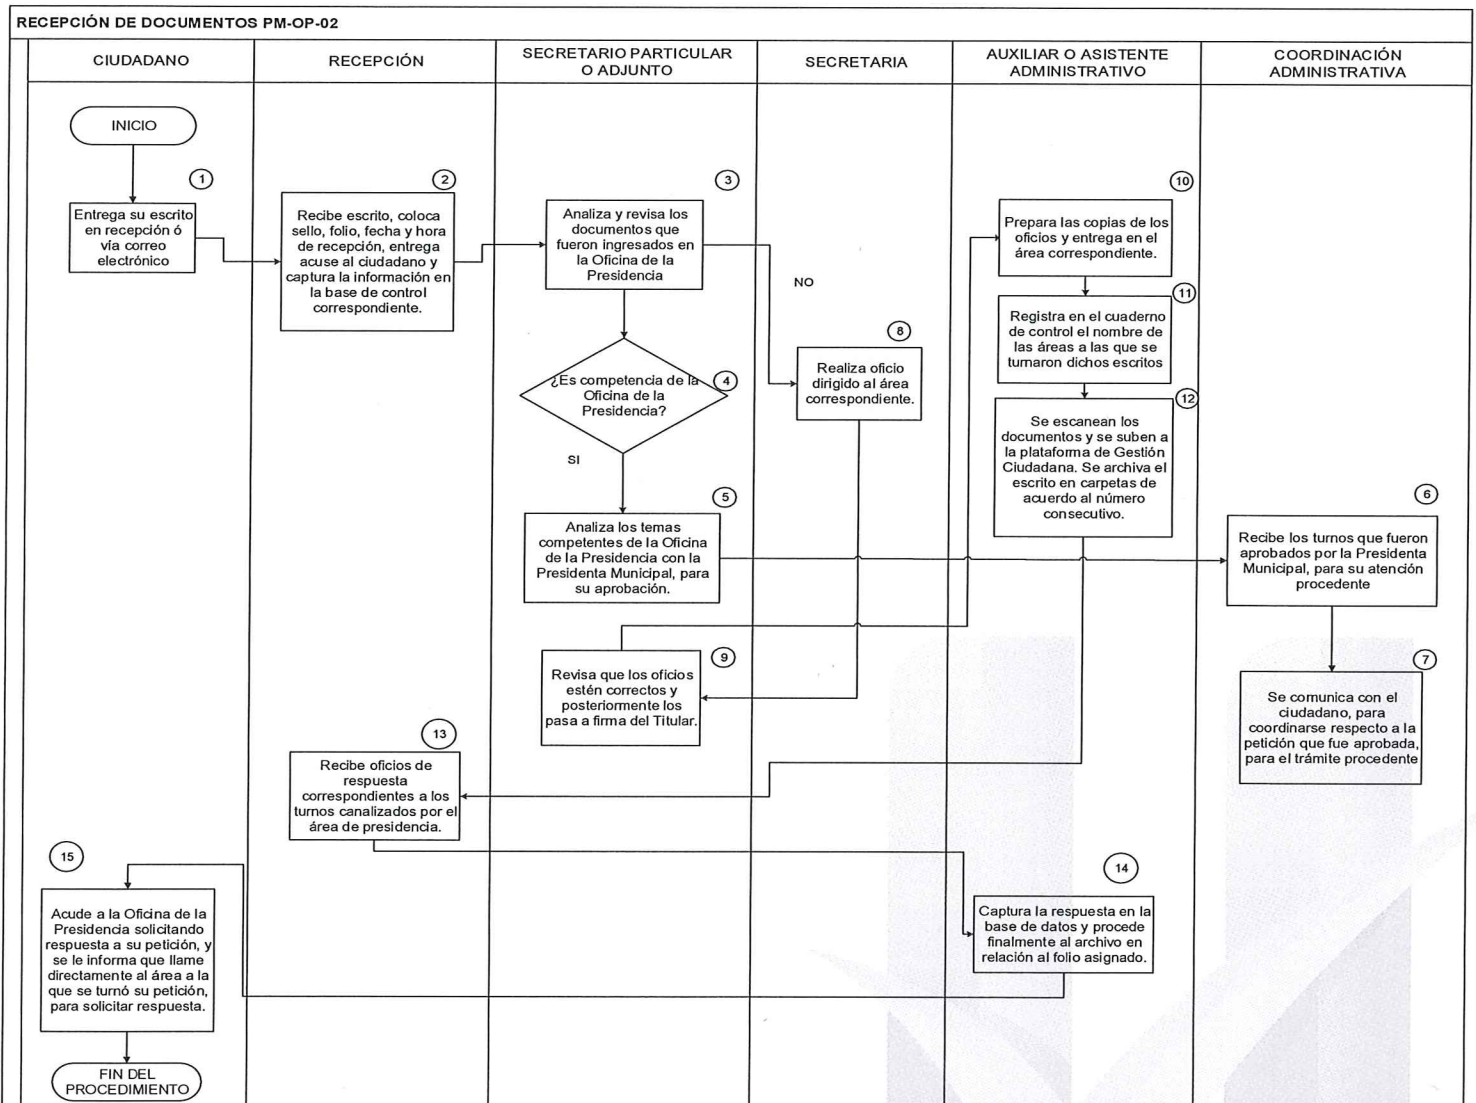 RECEPCIÓN DE DOCUMENTOS PM-OP-02
CIUDADANO
RECEPCIÓN
SECRETARIO PARTICULAR
O ADJUNTO
SECRETARIA
AUXILIAR O ASISTENTE
ADMINISTRATIVO
COORDINACIÓN
ADMINISTRATIVA
INICIO
1
Entrega su escrito
en recepción ó
vía correo
electrónico
2
Recibe escrito, coloca
sello, folio, fecha y hora
de recepción, entrega
acuse al ciudadano y
captura la información en
la base de control
correspondiente.
3
Analiza y revisa los
documentos que
fueron ingresados en
la Oficina de la
Presidencia
NO
4
¿Es competencia de la
Oficina de la
Presidencia?
SI
5
Analiza los temas
competentes de la Oficina
de la Presidencia con la
Presidenta Municipal, para
su aprobación.
6
Recibe los turnos que fueron
aprobados por la Presidenta
Municipal, para su atención
procedente
7
Se comunica con el
ciudadano, para
coordinarse respecto a la
petición que fue aprobada,
para el trámite procedente
8
Realiza oficio
dirigido al área
correspondiente.
9
Revisa que los oficios
estén correctos y
posteriormente los
pasa a firma del Titular.
10
Prepara las copias de los
oficios y entrega en el
área correspondiente.
11
Registra en el cuaderno
de control el nombre de
las áreas a las que se
turnaron dichos escritos
12
Se escanean los
documentos y se suben a
la plataforma de Gestión
Ciudadana. Se archiva el
escrito en carpetas de
acuerdo al número
consecutivo.
13
Recibe oficios de
respuesta
correspondientes a los
turnos canalizados por el
área de presidencia.
14
Captura la respuesta en la
base de datos y procede
finalmente al archivo en
relación al folio asignado.
15
Acude a la Oficina de la
Presidencia solicitando
respuesta a su petición, y
se le informa que llame
directamente al área a la
que se turnó su petición,
para solicitar respuesta.
FIN DEL
PROCEDIMIENTO